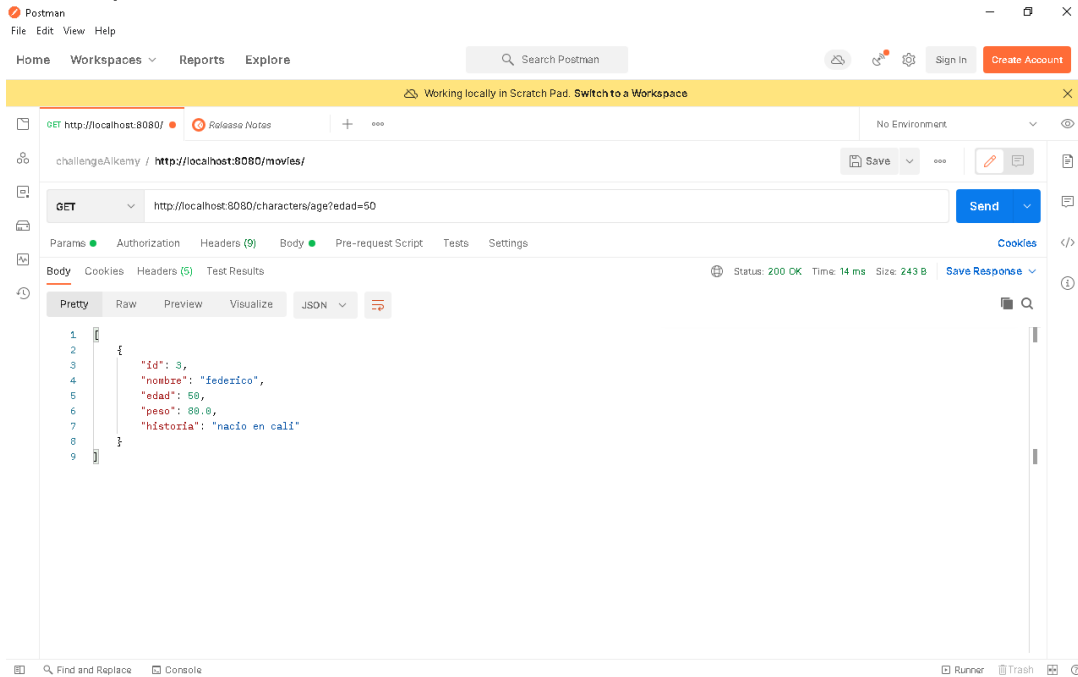 Postman
File Edit View Help
Home Workspaces Reports Explore Search Postman Sign In Create Account
Working locally in Scratch Pad. Switch to a Workspace
GET http://localhost:8080/ Release Notes No Environment
challengeAlkemy / http://localhost:8080/movies/ Save
GET http://localhost:8080/characters/age?edad=50 Send
Params Authorization Headers (9) Body Pre-request Script Tests Settings Cookies
Body Cookies Headers (5) Test Results Status: 200 OK Time: 14 ms Size: 243 B Save Response
Pretty Raw Preview Visualize JSON
1 [
2 {
3 "id": 3,
4 "nombre": "federico",
5 "edad": 50,
6 "peso": 80.0,
7 "historia": "nacio en cali"
8 }
9 ]
Find and Replace Console Runner Trash